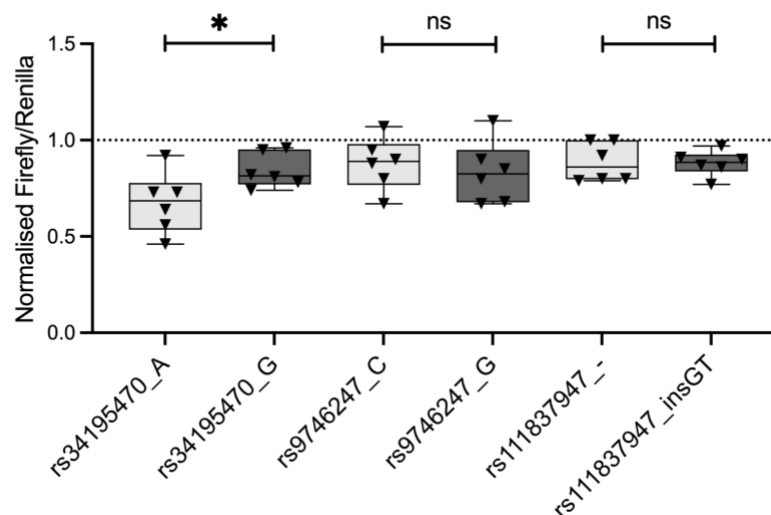 * ns ns
Normalised Firefly/Renilla
1.5
1.0
0.5
0.0
rs34195470_A
rs34195470_G
rs9746247_C
rs9746247_G
rs111837947_-
rs111837947_insGT